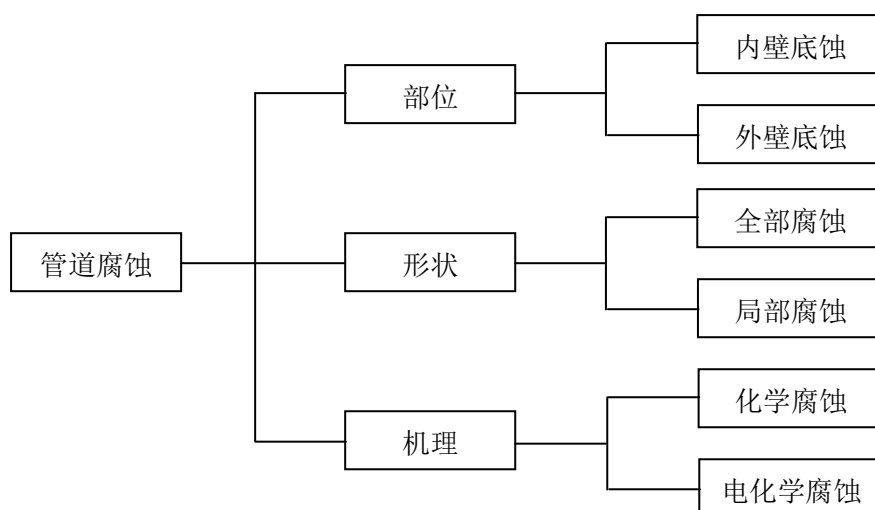 内壁底蚀
部位
外壁底蚀
全部腐蚀
管道腐蚀
形状
局部腐蚀
化学腐蚀
机理
电化学腐蚀